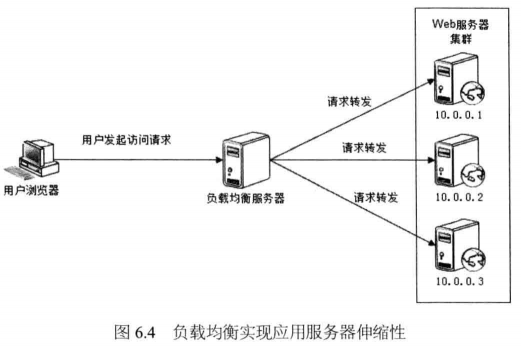 Web服务器
集群
请求转发
10.0.0.1
用户发起访问请求
请求转发
用户浏览器
负载均衡服务器
10.0.0.2
请求转发
10.0.0.3
图 6.4 负载均衡实现应用服务器伸缩性